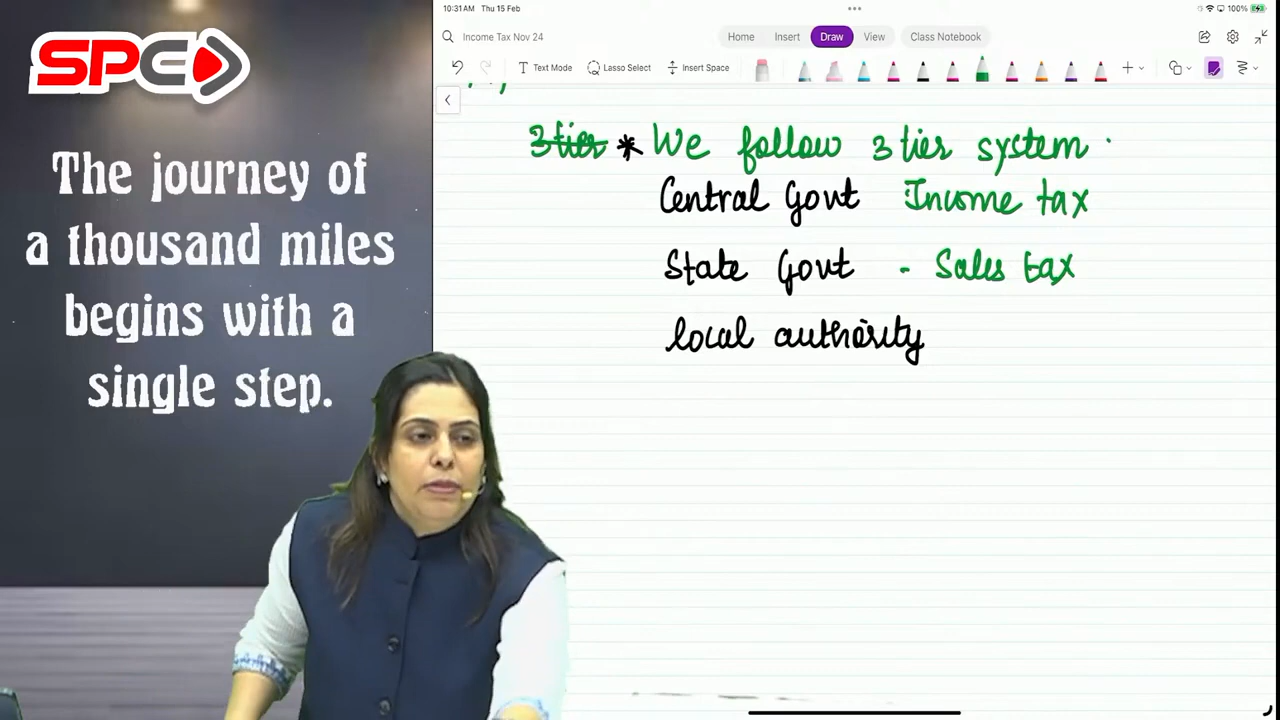 10:31 AM Thu 15 Feb
100%
SPED
The journey of
a thousand miles
begins with a
single step.
Income Tax Nov 24
Home Insert Draw View Class Notebook
Text Mode Lasso Select Insert Space
3 tier * We follow 3 tier system
Central Govt Income tax
State Govt - Sales tax
local authority